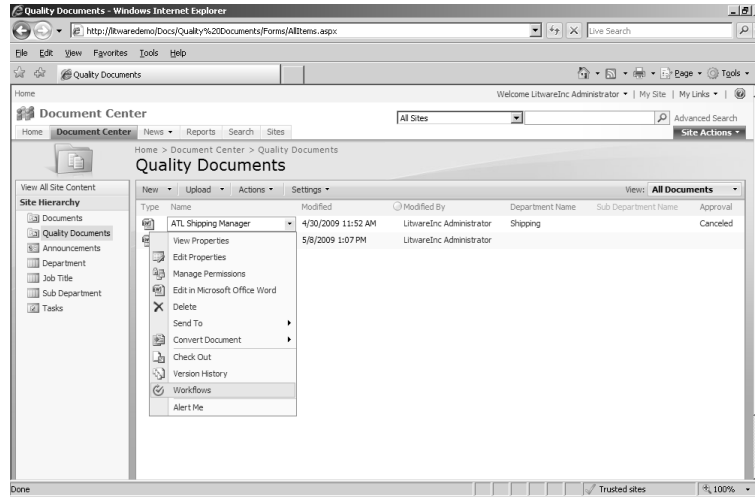 Quality Documents - Windows Internet Explorer
http://litwaredemo/Docs/Quality%20Documents/Forms/AllItems.aspx
Live Search
File Edit View Favorites Tools Help
Quality Documents
Page Tools
Home
Welcome LitwareInc Administrator | My Site | My Links |
Document Center
All Sites
Advanced Search
Home Document Center News Reports Search Sites
Site Actions
Home > Document Center > Quality Documents
Quality Documents
View All Site Content
New Upload Actions Settings
View: All Documents
Site Hierarchy
Type Name Modified Modified By Department Name Sub Department Name Approval
Documents
ATL Shipping Manager 4/30/2009 11:52 AM LitwareInc Administrator Shipping Canceled
Quality Documents
5/8/2009 1:07 PM LitwareInc Administrator
Announcements
Department
Job Title
Sub Department
Tasks
View Properties
Edit Properties
Manage Permissions
Edit in Microsoft Office Word
Delete
Send To
Convert Document
Check Out
Version History
Workflows
Alert Me
Done
Trusted sites
100%